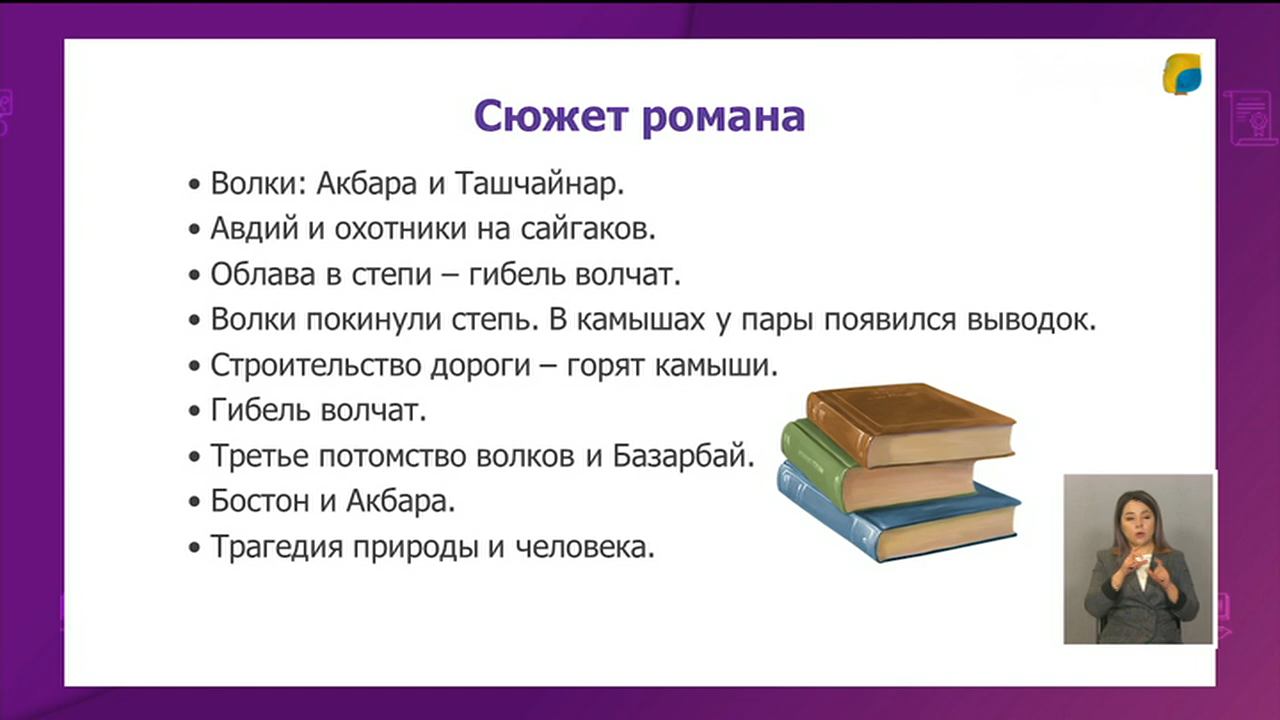 Сюжет романа
• Волки: Акбара и Ташчайнар.
• Авдий и охотники на сайгаков.
• Облава в степи – гибель волчат.
• Волки покинули степь. В камышах у пары появился выводок.
• Строительство дороги – горят камыши.
• Гибель волчат.
• Третье потомство волков и Базарбай.
• Бостон и Акбара.
• Трагедия природы и человека.